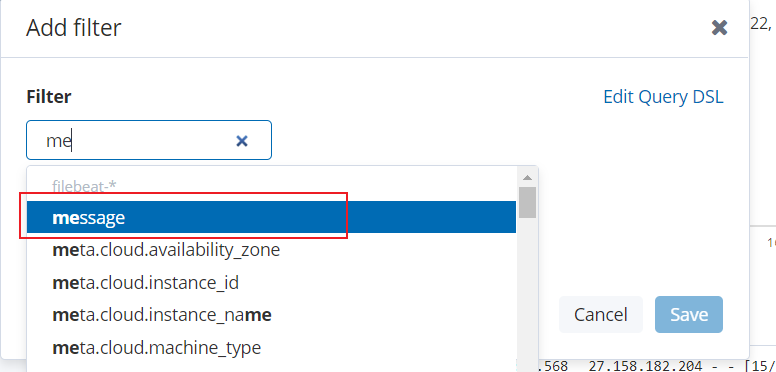 Add filter
22,
Filter
Edit Query DSL
me
filebeat-*
message
meta.cloud.availability_zone
meta.cloud.instance_id
meta.cloud.instance_name
meta.cloud.machine_type
Cancel
Save
.568 27.158.182.204 - - [15/